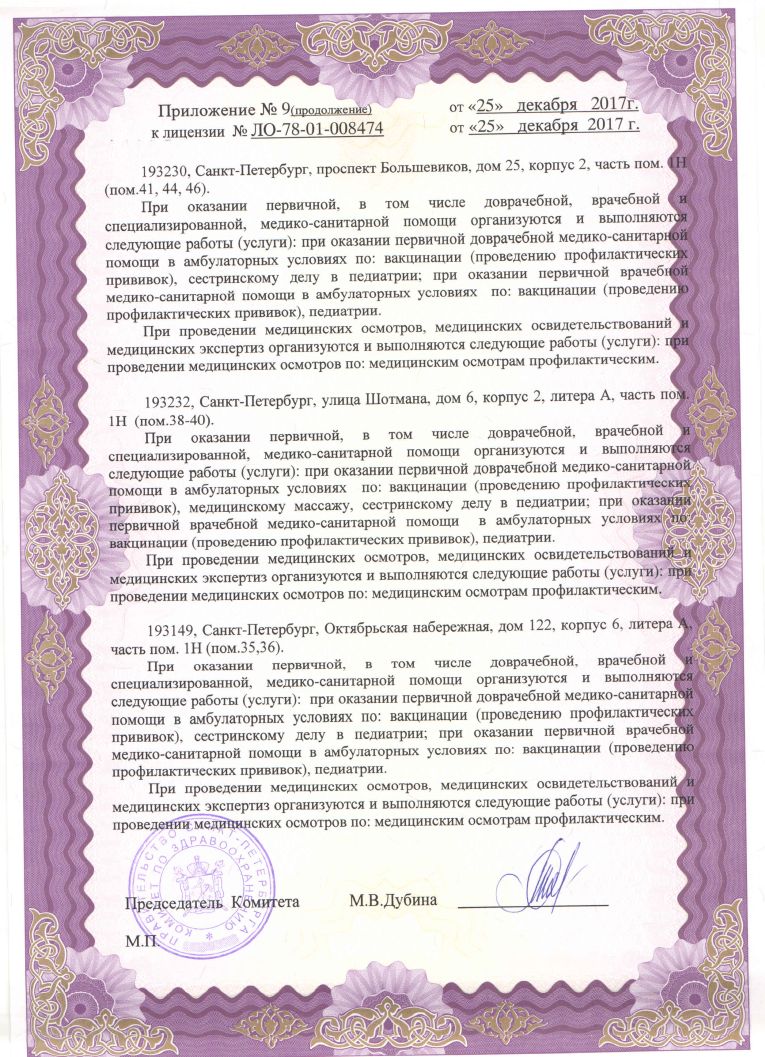 Приложение № 9(продолжение) от «25» декабря 2017г.
к лицензии № ЛО-78-01-008474 от «25» декабря 2017 г.
193230, Санкт-Петербург, проспект Большевиков, дом 25, корпус 2, часть пом. 1Н
(пом.41, 44, 46).
При оказании первичной, в том числе доврачебной, врачебной и
специализированной, медико-санитарной помощи организуются и выполняются
следующие работы (услуги): при оказании первичной доврачебной медико-санитарной
помощи в амбулаторных условиях по: вакцинации (проведению профилактических
прививок), сестринскому делу в педиатрии; при оказании первичной врачебной
медико-санитарной помощи в амбулаторных условиях по: вакцинации (проведению
профилактических прививок), педиатрии.
При проведении медицинских осмотров, медицинских освидетельствований и
медицинских экспертиз организуются и выполняются следующие работы (услуги): при
проведении медицинских осмотров по: медицинским осмотрам профилактическим.
193232, Санкт-Петербург, улица Шотмана, дом 6, корпус 2, литера А, часть пом.
1Н (пом.38-40).
При оказании первичной, в том числе доврачебной, врачебной и
специализированной, медико-санитарной помощи организуются и выполняются
следующие работы (услуги): при оказании первичной доврачебной медико-санитарной
помощи в амбулаторных условиях по: вакцинации (проведению профилактических
прививок), медицинскому массажу, сестринскому делу в педиатрии; при оказании
первичной врачебной медико-санитарной помощи в амбулаторных условиях по:
вакцинации (проведению профилактических прививок), педиатрии.
При проведении медицинских осмотров, медицинских освидетельствований и
медицинских экспертиз организуются и выполняются следующие работы (услуги): при
проведении медицинских осмотров по: медицинским осмотрам профилактическим.
193149, Санкт-Петербург, Октябрьская набережная, дом 122, корпус 6, литера А,
часть пом. 1Н (пом.35,36).
При оказании первичной, в том числе доврачебной, врачебной и
специализированной, медико-санитарной помощи организуются и выполняются
следующие работы (услуги): при оказании первичной доврачебной медико-санитарной
помощи в амбулаторных условиях по: вакцинации (проведению профилактических
прививок), сестринскому делу в педиатрии; при оказании первичной врачебной
медико-санитарной помощи в амбулаторных условиях по: вакцинации (проведению
профилактических прививок), педиатрии.
При проведении медицинских осмотров, медицинских освидетельствований и
медицинских экспертиз организуются и выполняются следующие работы (услуги): при
проведении медицинских осмотров по: медицинским осмотрам профилактическим.
ПРАВИТЕЛЬСТВО САНКТ-ПЕТЕРБУРГА
КОМИТЕТ ПО ЗДРАВООХРАНЕНИЮ
Председатель Комитета М.В.Дубина
М.П.